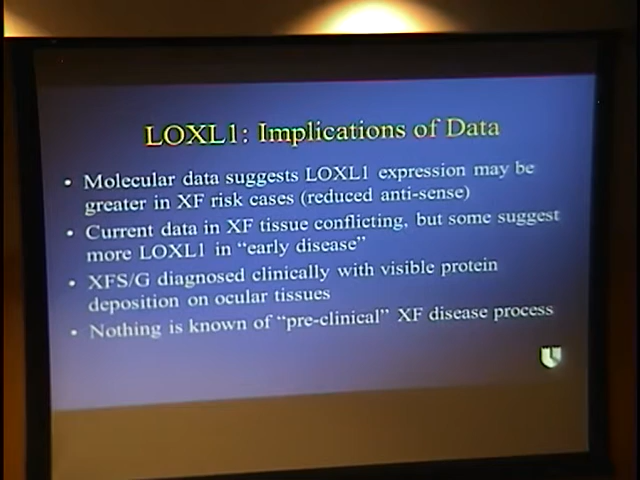 LOXL1: Implications of Data
• Molecular data suggests LOXL1 expression may be
greater in XF risk cases (reduced anti-sense)
• Current data in XF tissue conflicting, but some suggest
more LOXL1 in “early disease”
• XFS/G diagnosed clinically with visible protein
deposition on ocular tissues
• Nothing is known of “pre-clinical” XF disease process